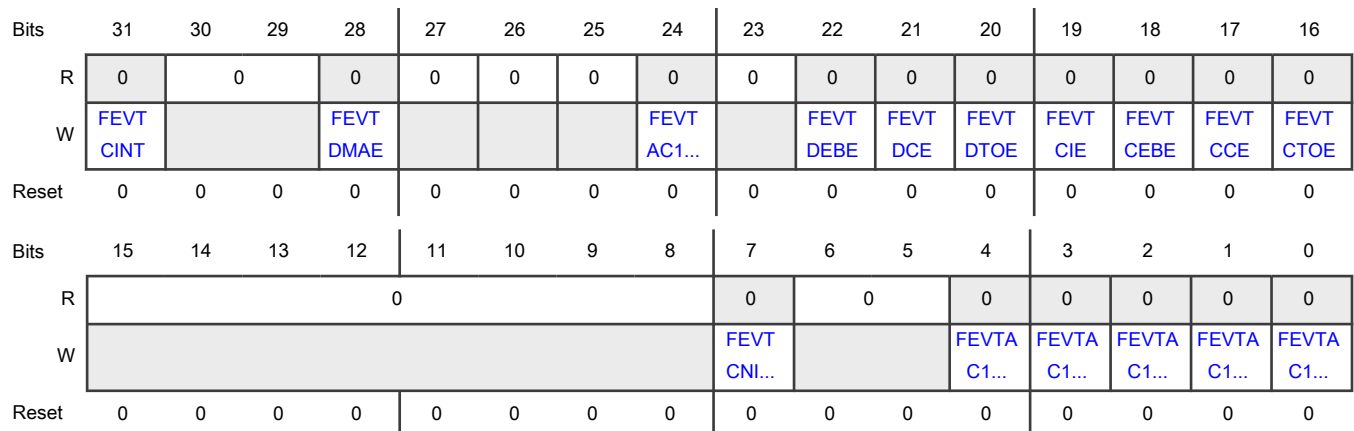 Bits 31 30 29 28 27 26 25 24 23 22 21 20 19 18 17 16
R 0 0 0 0 0 0 0 0 0 0 0 0 0 0 0
W FEVT CINT FEVT DMAE FEVT AC1... FEVT DEBE FEVT DCE FEVT DTOE FEVT CIE FEVT CEBE FEVT CCE FEVT CTOE
Reset 0 0 0 0 0 0 0 0 0 0 0 0 0 0 0 0
Bits 15 14 13 12 11 10 9 8 7 6 5 4 3 2 1 0
R 0 0 0 0 0 0 0 0
W FEVT CNI... FEVTA C1... FEVTA C1... FEVTA C1... FEVTA C1... FEVTA C1...
Reset 0 0 0 0 0 0 0 0 0 0 0 0 0 0 0 0